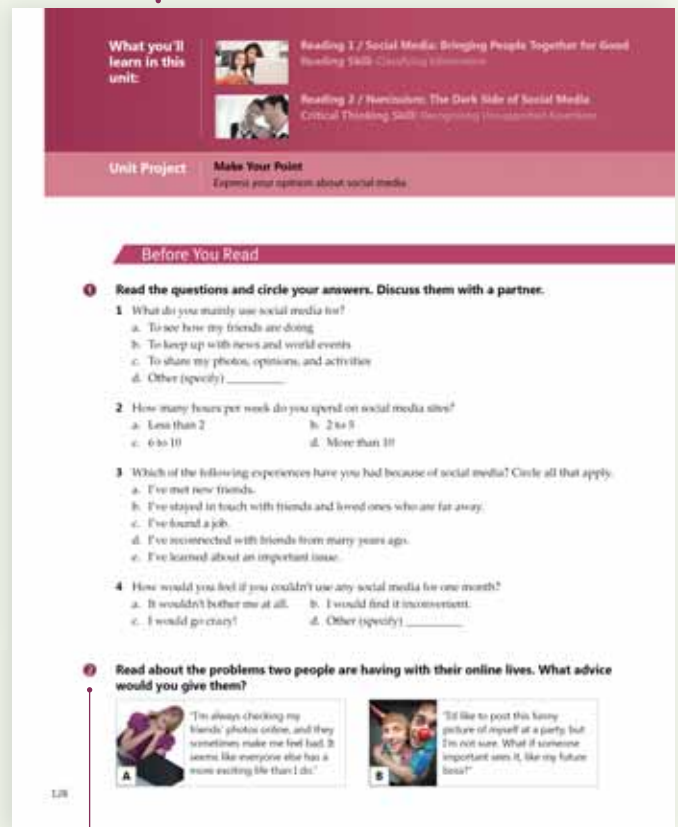 What you'll
learn in this
unit:
Reading 1 / Social Media: Bringing People Together for Good
Reading Skill: Classifying Information
Reading 2 / Narcissism: The Dark Side of Social Media
Critical Thinking Skill: Recognizing Unsupported Assertions
Unit Project
Make Your Point
Express your opinion about social media.
Before You Read
1 Read the questions and circle your answers. Discuss them with a partner.
1 What do you mainly use social media for?
a. To see how my friends are doing
b. To keep up with news and world events
c. To share my photos, opinions, and activities
d. Other (specify) ________
2 How many hours per week do you spend on social media sites?
a. Less than 2 b. 2 to 5
c. 6 to 10 d. More than 10
3 Which of the following experiences have you had because of social media? Circle all that apply.
a. I've met new friends.
b. I've stayed in touch with friends and loved ones who are far away.
c. I've found a job.
d. I've reconnected with friends from many years ago.
e. I've learned about an important issue.
4 How would you feel if you couldn't use any social media for one month?
a. It wouldn't bother me at all. b. I would find it inconvenient.
c. I would go crazy! d. Other (specify) ________
2 Read about the problems two people are having with their online lives. What advice
would you give them?
A
"I'm always checking my
friends' photos online, and they
sometimes make me feel bad. It
seems like everyone else has a
more exciting life than I do."
B
"I'd like to post this funny
picture of myself at a party, but
I'm not sure. What if someone
important sees it, like my future
boss?"
128